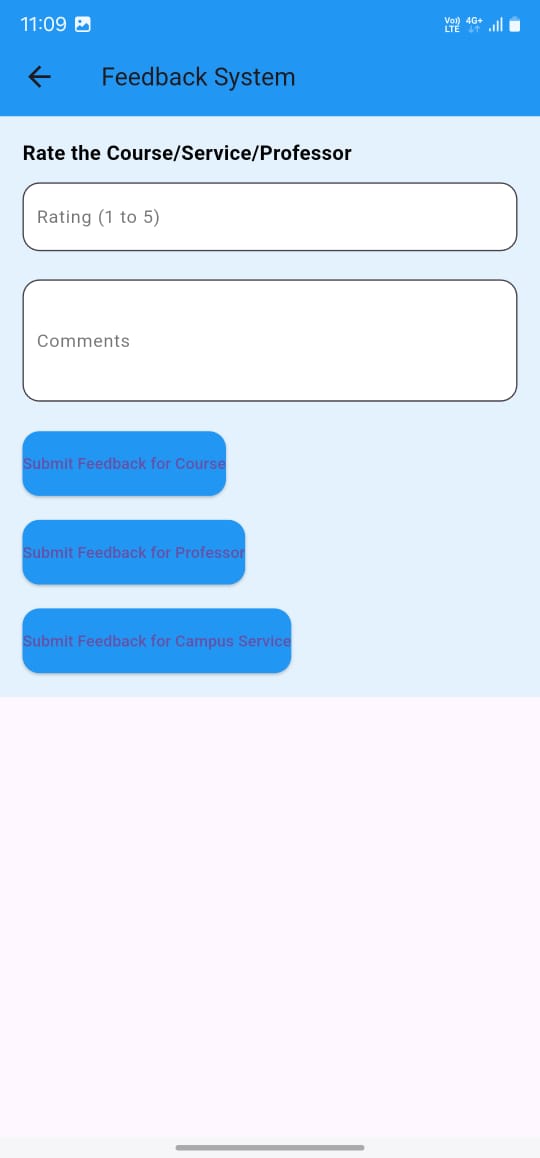 11:09
Vo) 4G+
LTE
Feedback System
Rate the Course/Service/Professor
Rating (1 to 5)
Comments
Submit Feedback for Course
Submit Feedback for Professor
Submit Feedback for Campus Service